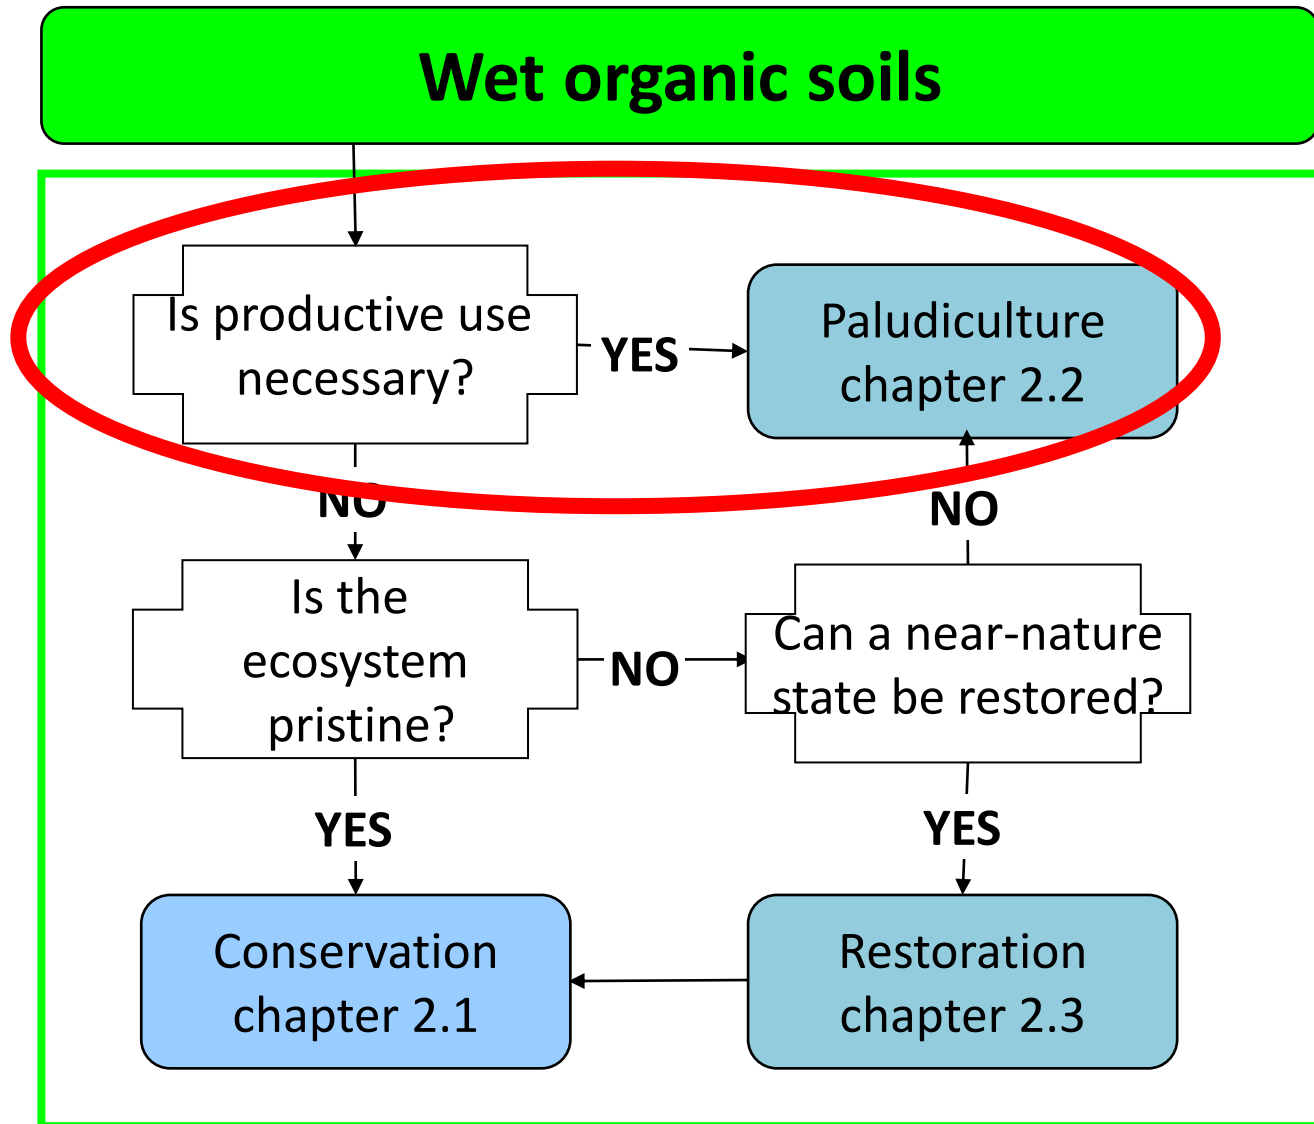 Wet organic soils
Is productive use
necessary?
YES
Paludiculture
chapter 2.2
NO
NO
Is the
ecosystem
pristine?
NO
Can a near-nature
state be restored?
YES
YES
Conservation
chapter 2.1
Restoration
chapter 2.3